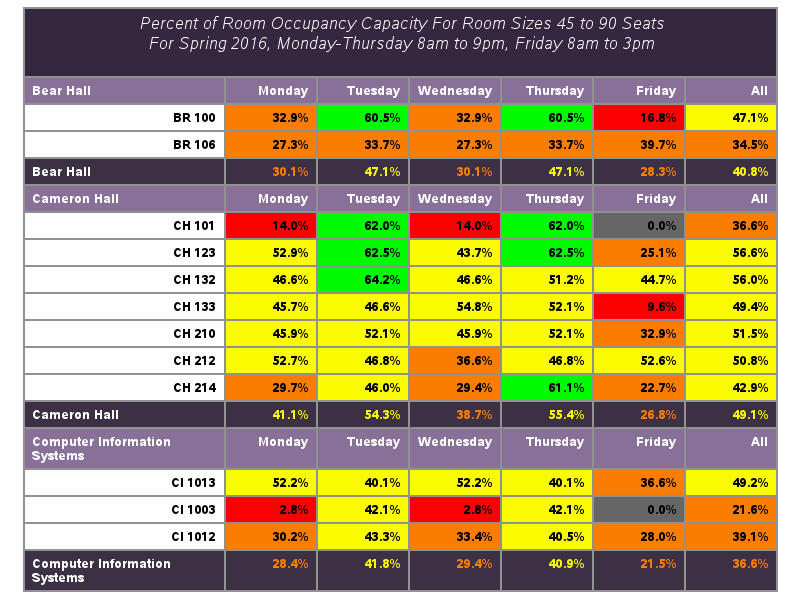 Percent of Room Occupancy Capacity For Room Sizes 45 to 90 Seats
For Spring 2016, Monday-Thursday 8am to 9pm, Friday 8am to 3pm
Bear Hall Monday Tuesday Wednesday Thursday Friday All
BR 100 32.9% 60.5% 32.9% 60.5% 16.8% 47.1%
BR 106 27.3% 33.7% 27.3% 33.7% 39.7% 34.5%
Bear Hall 30.1% 47.1% 30.1% 47.1% 28.3% 40.8%
Cameron Hall Monday Tuesday Wednesday Thursday Friday All
CH 101 14.0% 62.0% 14.0% 62.0% 0.0% 36.6%
CH 123 52.9% 62.5% 43.7% 62.5% 25.1% 56.6%
CH 132 46.6% 64.2% 46.6% 51.2% 44.7% 56.0%
CH 133 45.7% 46.6% 54.8% 52.1% 9.6% 49.4%
CH 210 45.9% 52.1% 45.9% 52.1% 32.9% 51.5%
CH 212 52.7% 46.8% 36.6% 46.8% 52.6% 50.8%
CH 214 29.7% 46.0% 29.4% 61.1% 22.7% 42.9%
Cameron Hall 41.1% 54.3% 38.7% 55.4% 26.8% 49.1%
Computer Information Monday Tuesday Wednesday Thursday Friday All
Systems
CI 1013 52.2% 40.1% 52.2% 40.1% 36.6% 49.2%
CI 1003 2.8% 42.1% 2.8% 42.1% 0.0% 21.6%
CI 1012 30.2% 43.3% 33.4% 40.5% 28.0% 39.1%
Computer Information 28.4% 41.8% 29.4% 40.9% 21.5% 36.6%
Systems